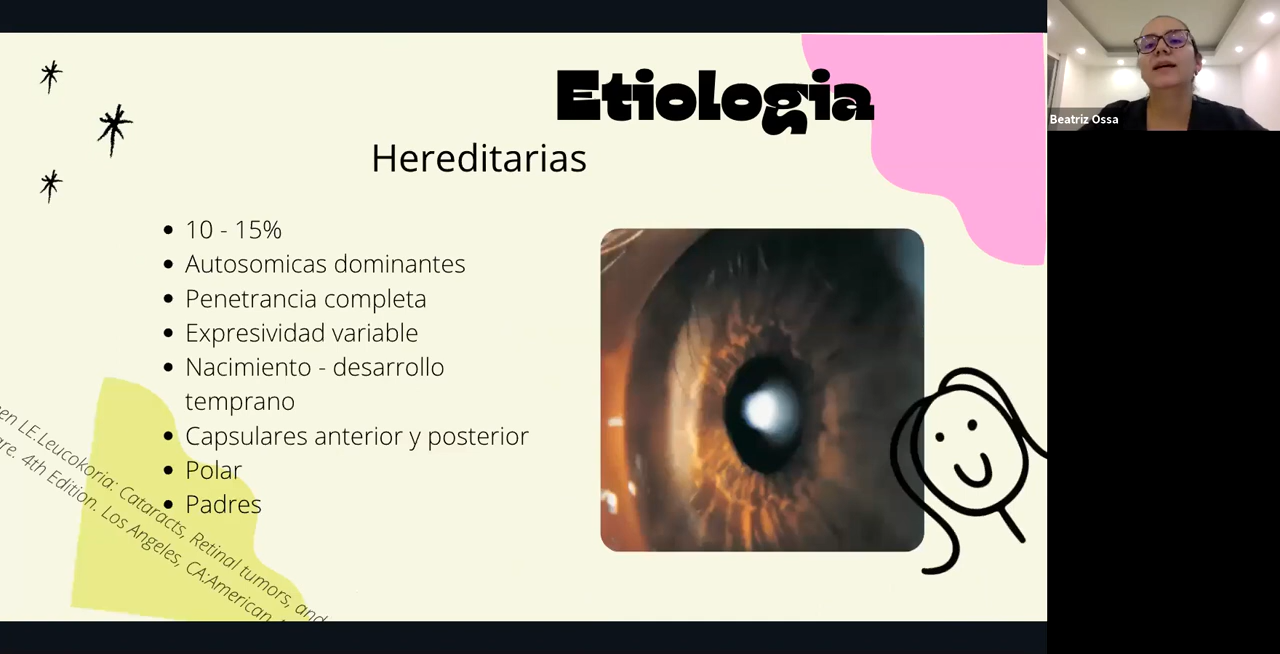 Etiologia
Hereditarias
10 - 15%
Autosomicas dominantes
Penetrancia completa
Expresividad variable
Nacimiento - desarrollo
temprano
Capsulares anterior y posterior
Polar
Padres
LE.Leucokoria: Cataracts, Retinal tumors, and
4th Edition. Los Angeles, CA:American
Beatriz Ossa